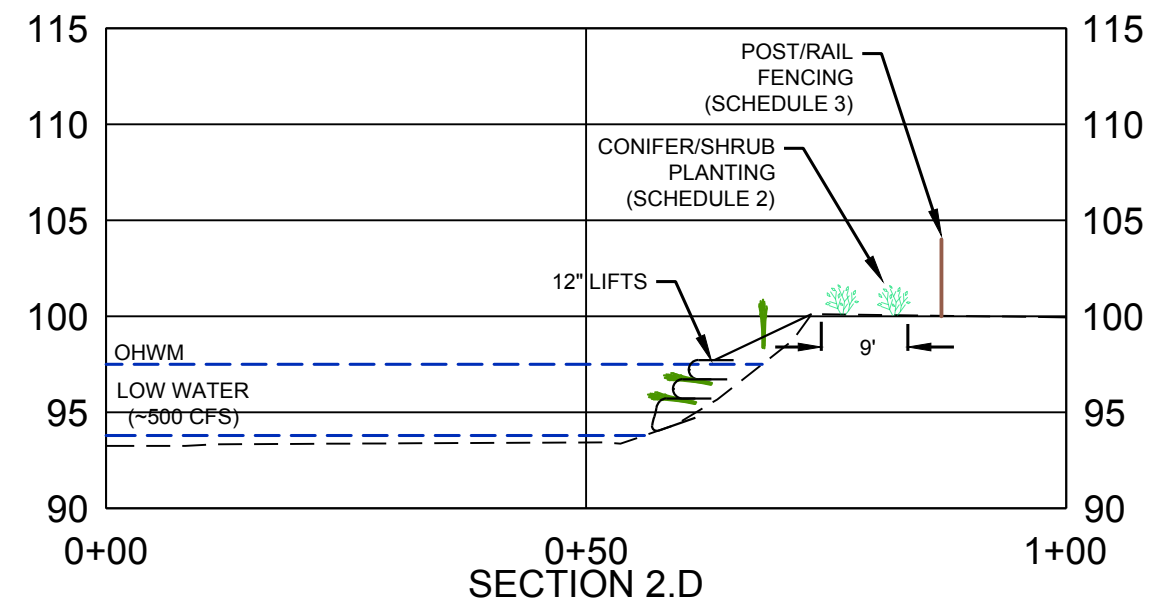 115
115
POST/RAIL
FENCING
(SCHEDULE 3)
110
110
CONIFER/SHRUB
PLANTING
(SCHEDULE 2)
105
105
12" LIFTS
100
100
9'
OHWM
LOW WATER
(~500 CFS)
95
95
90
90
0+00
0+50
1+00
SECTION 2.D